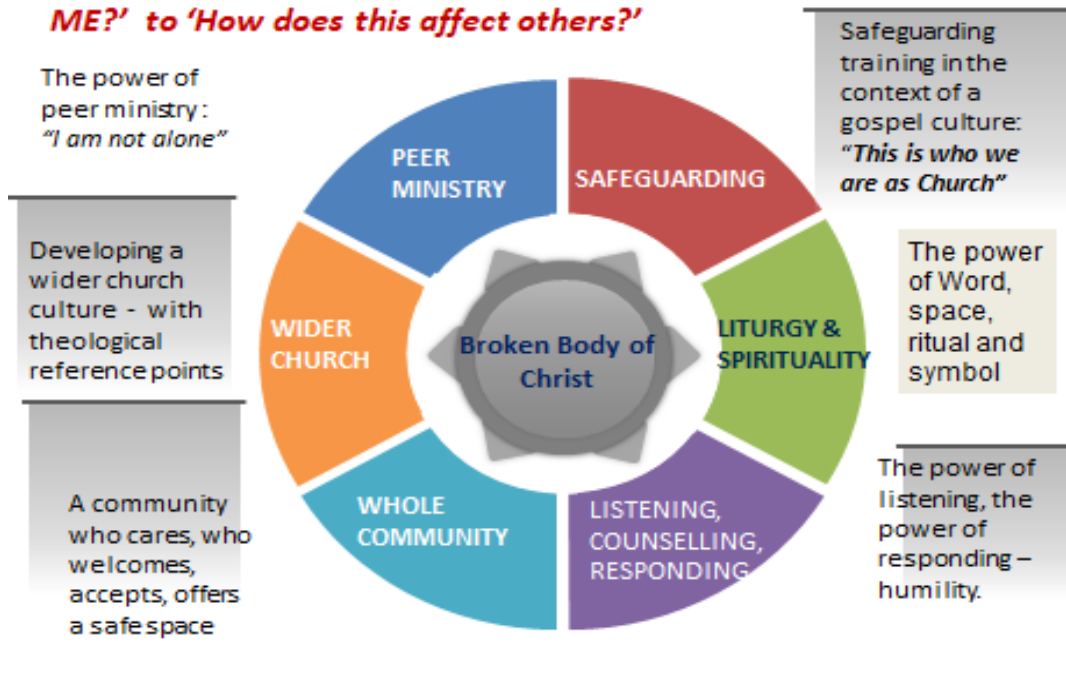 ME?’ to ‘How does this affect others?’
The power of
peer ministry :
“I am not alone”
Safeguarding
training in the
context of a
gospel culture:
“This is who we
are as Church”
PEER
MINISTRY
SAFEGUARDING
Developing a
wider church
culture - with
theological
reference points
The power
of Word,
space,
ritual and
symbol
WIDER
CHURCH
Broken Body of
Christ
LITURGY &
SPIRITUALITY
A community
who cares, who
welcomes,
accepts, offers
a safe space
WHOLE
COMMUNITY
LISTENING,
COUNSELLING,
RESPONDING
The power of
listening, the
power of
responding –
humility.